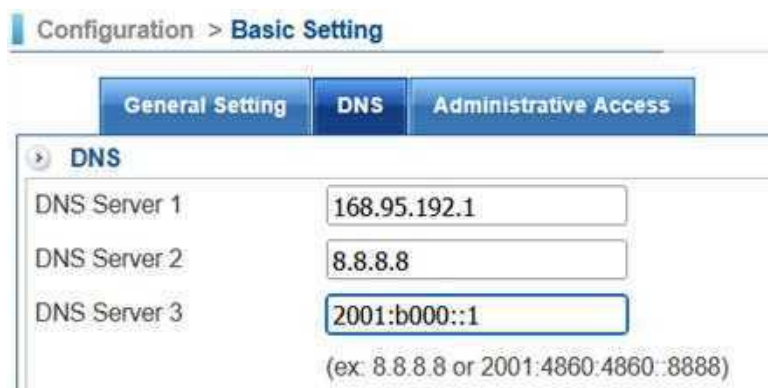 Configuration > Basic Setting
General Setting DNS Administrative Access
DNS
DNS Server 1 168.95.192.1
DNS Server 2 8.8.8.8
DNS Server 3 2001:b000::1
(ex: 8.8.8.8 or 2001:4860:4860::8888)